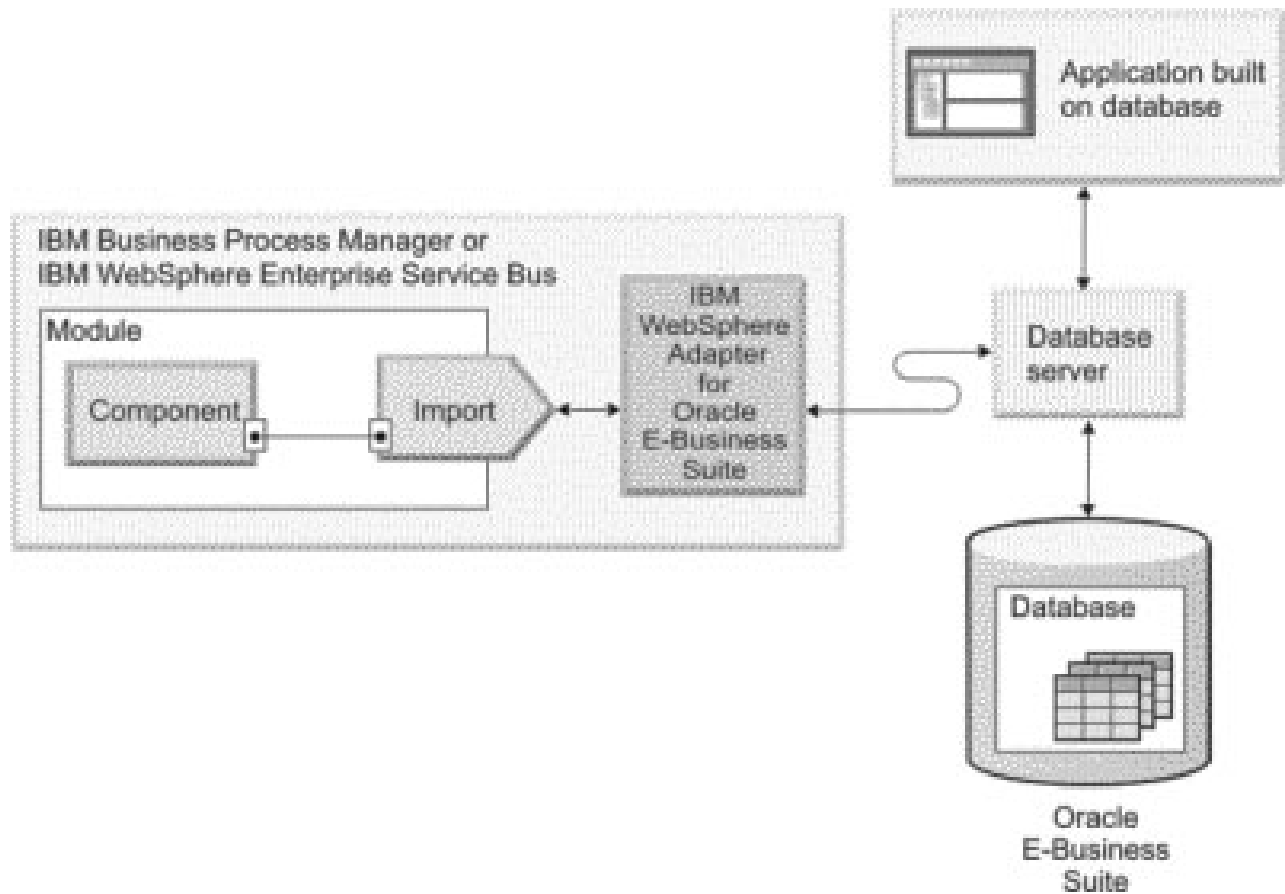 Application built
on database
IBM Business Process Manager or
IBM WebSphere Enterprise Service Bus
Module
Component
Import
IBM
WebSphere
Adapter
for
Oracle
E-Business
Suite
Database
server
Database
Oracle
E-Business
Suite